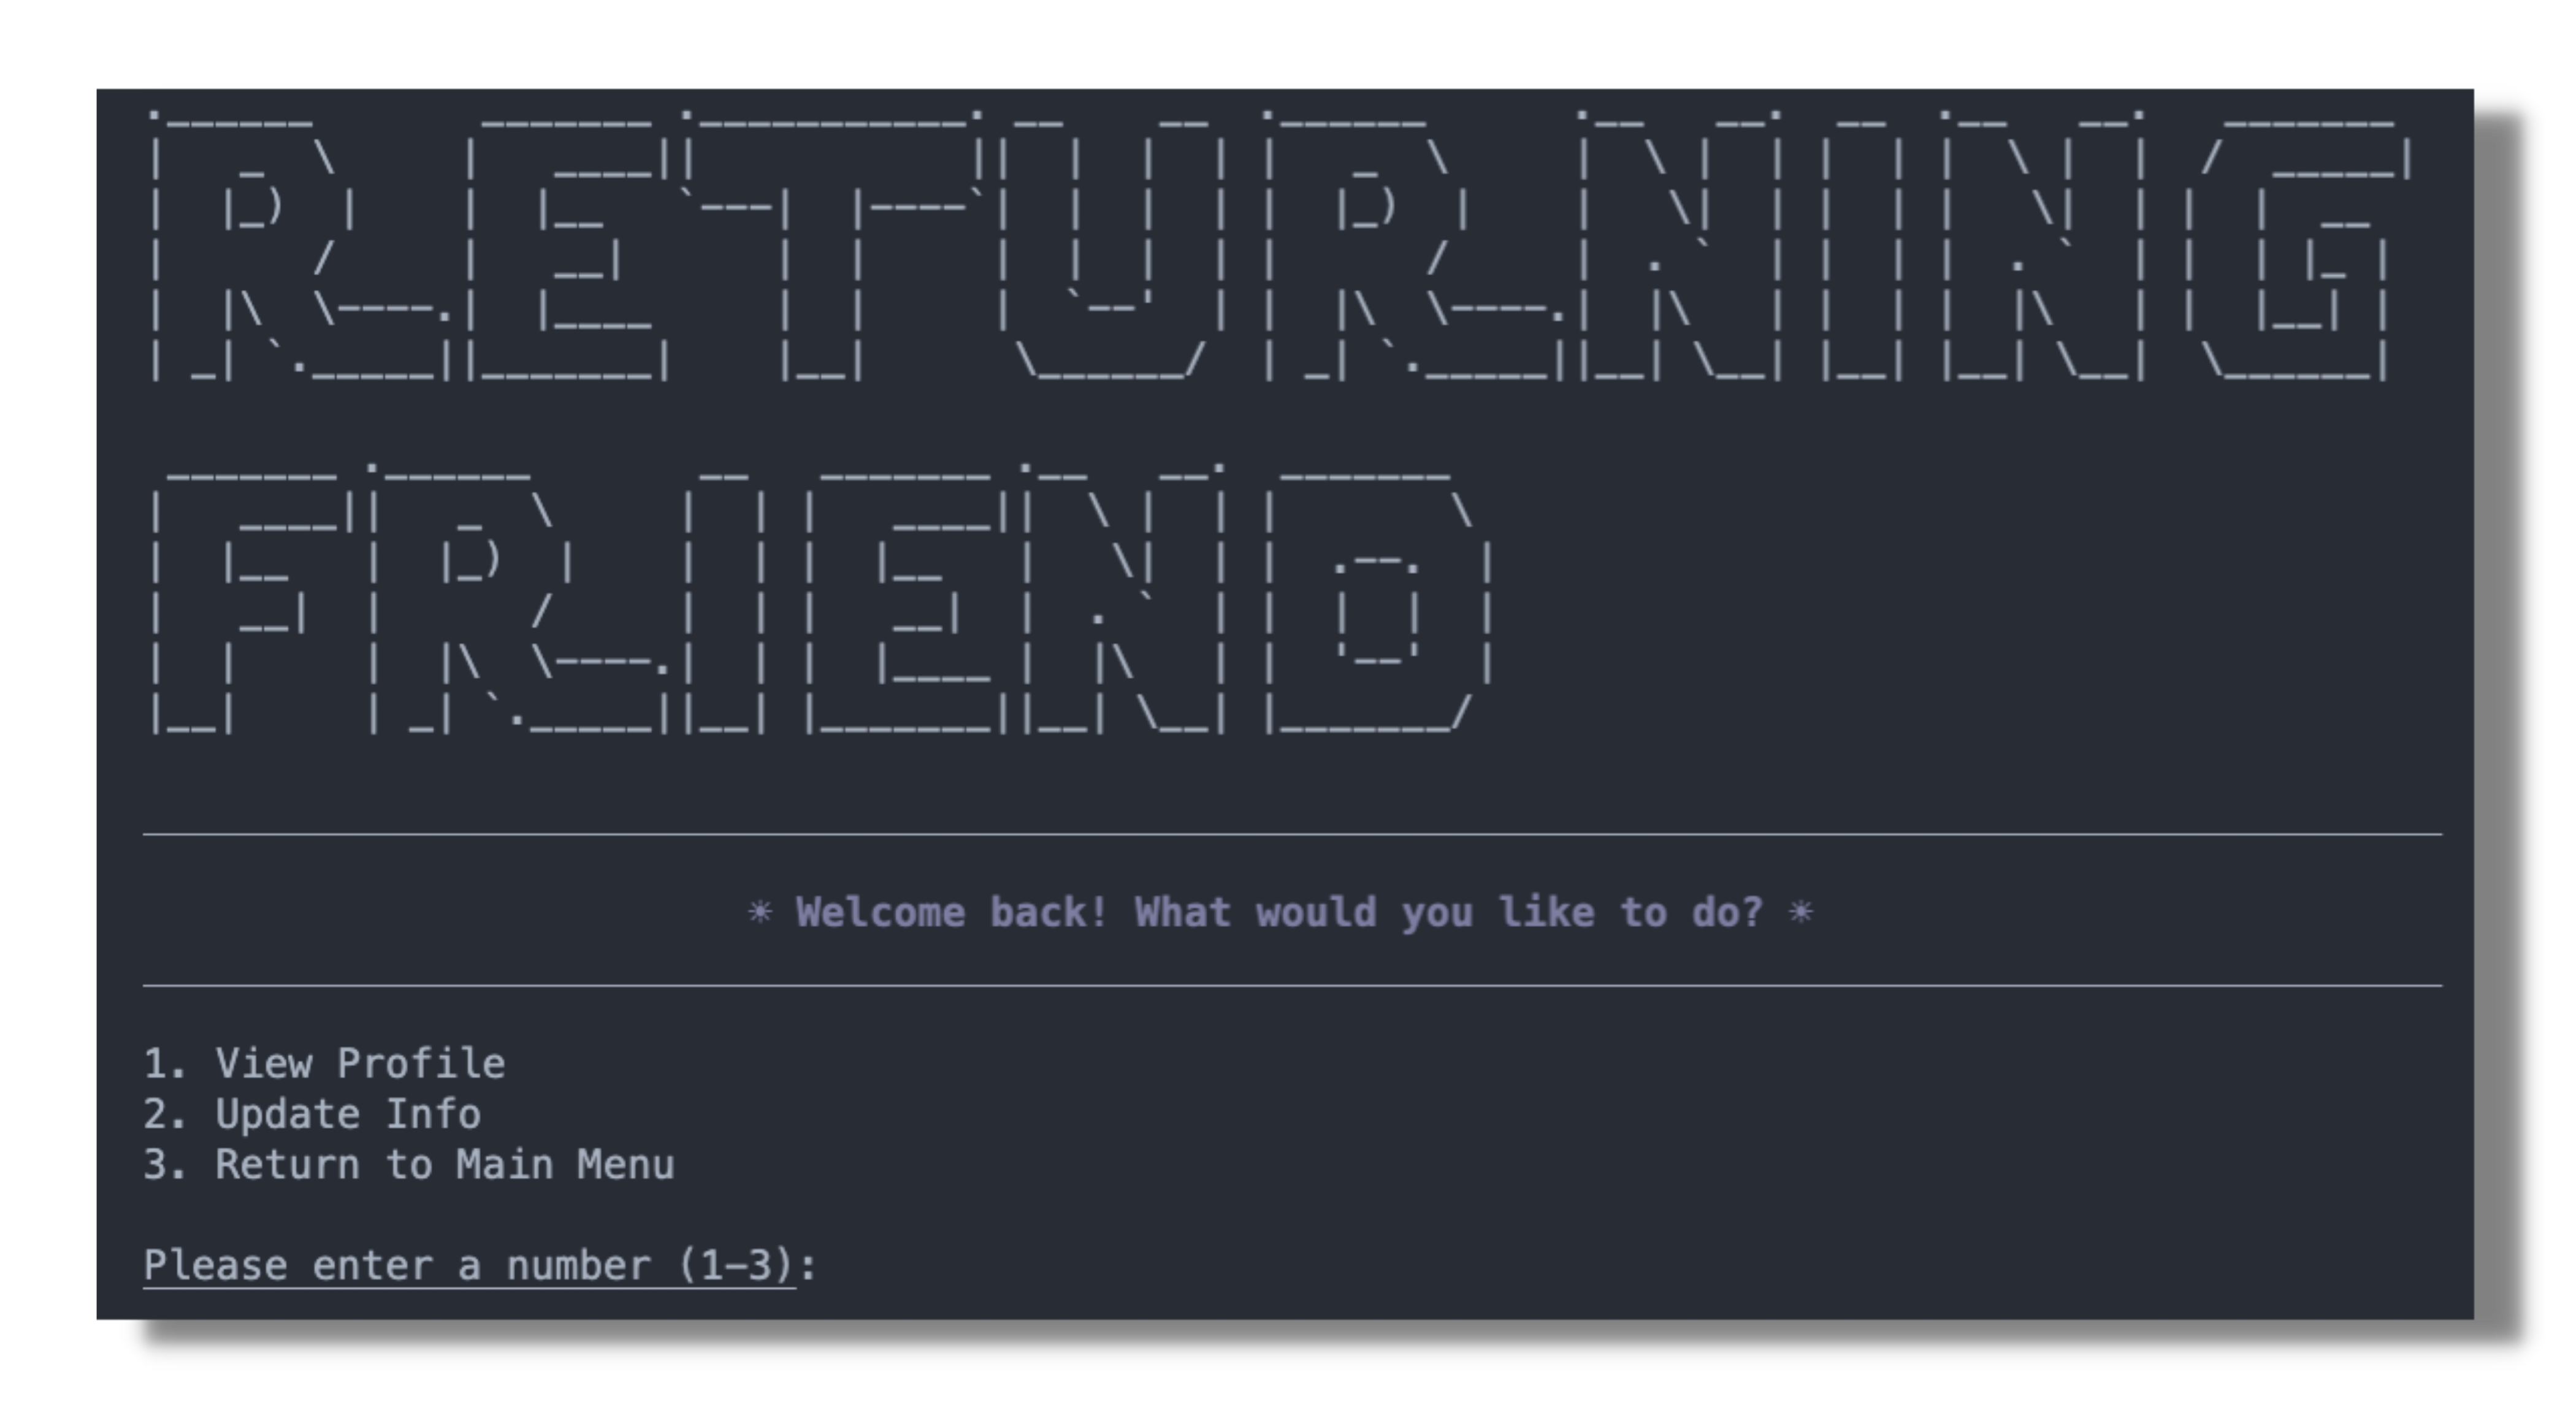 RETURNING
FRIEND
☀ Welcome back! What would you like to do? ☀
1. View Profile
2. Update Info
3. Return to Main Menu
Please enter a number (1-3):